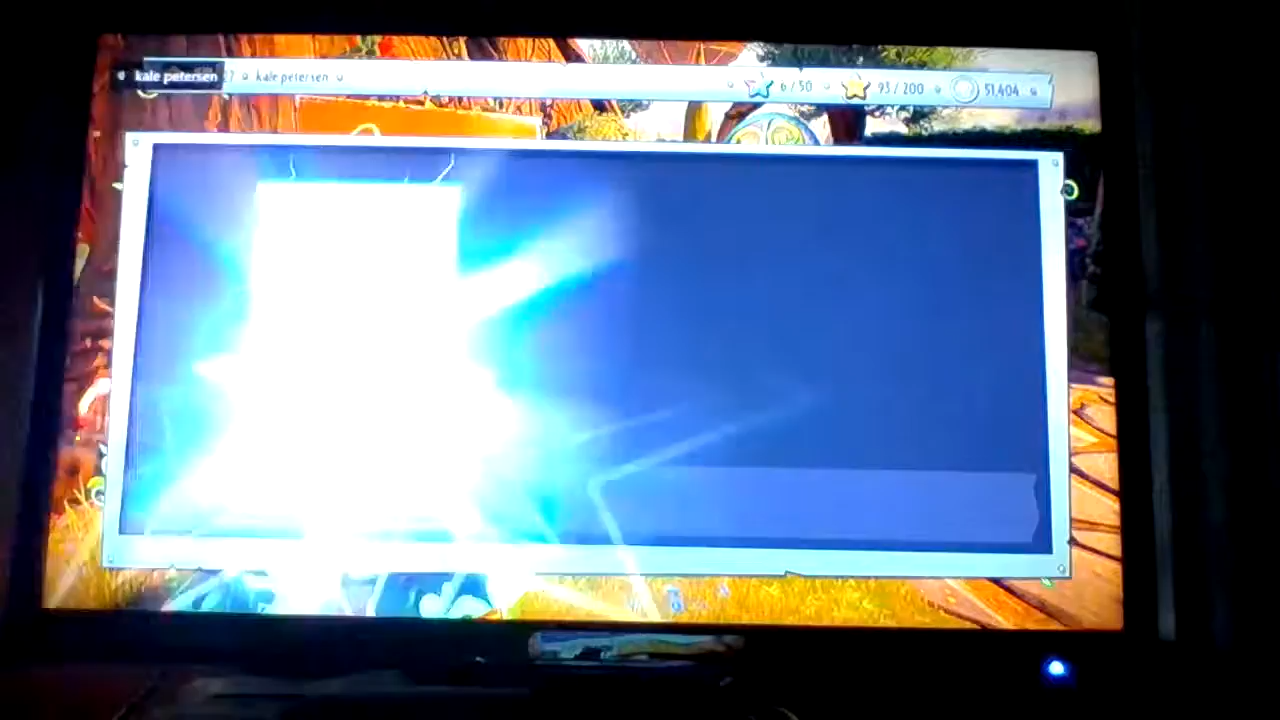 kale petersen
kale petersen
6/50
93/200
51,404